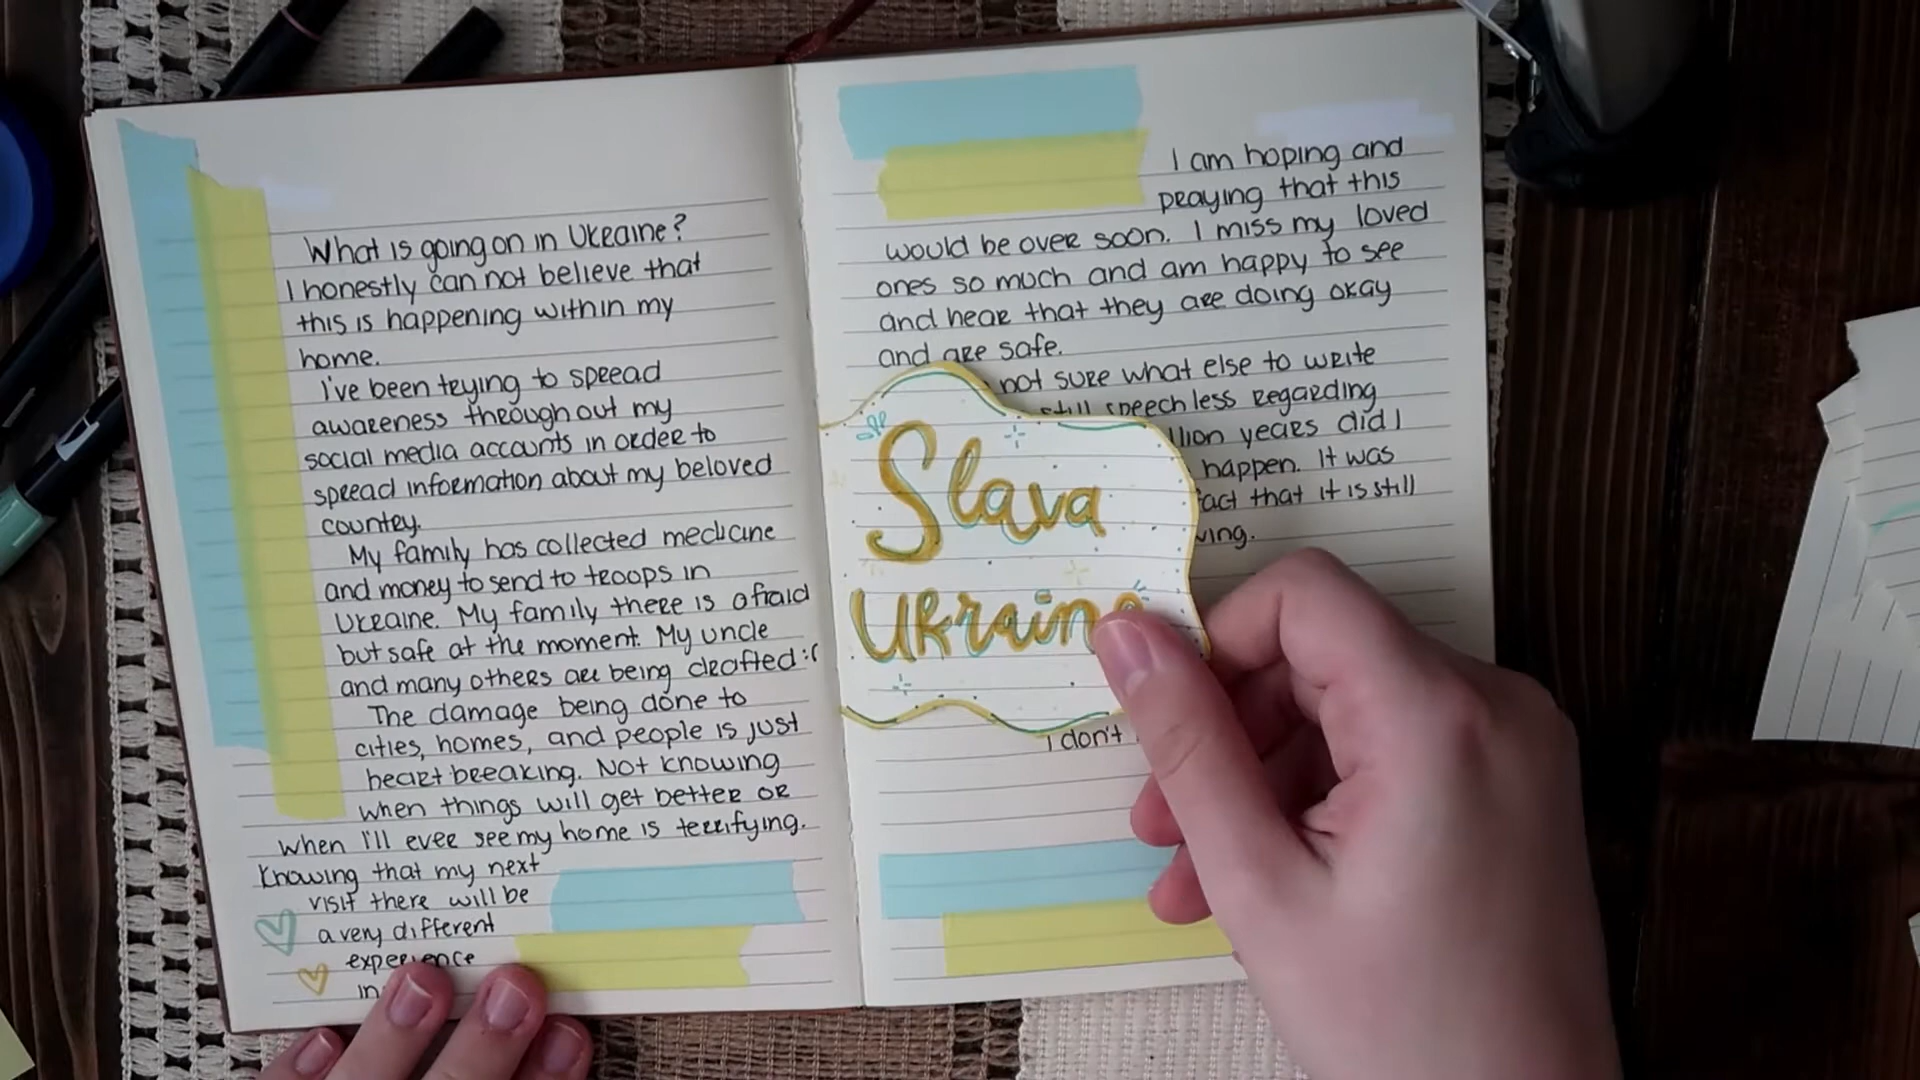 What is going on in Ukraine?
I honestly can not believe that
this is happening within my
home.
I've been trying to spread
awareness throughout my
social media accounts in order to
spread information about my beloved
country.
My family has collected medicine
and money to send to troops in
Ukraine. My family there is afraid
but safe at the moment. My uncle
and many others are being drafted :(
The damage being done to
cities, homes, and people is just
heart breaking. Not knowing
when things will get better or
when I'll ever see my home is terrifying.
Knowing that my next
visit there will be
a very different
experience
in
I am hoping and
praying that this
would be over soon. I miss my loved
ones so much and am happy to see
and hear that they are doing okay
and are safe.
not sure what else to write
still speechless regarding
years did I
happen. It was
fact that it is still
Slava
Ukraine
I don't